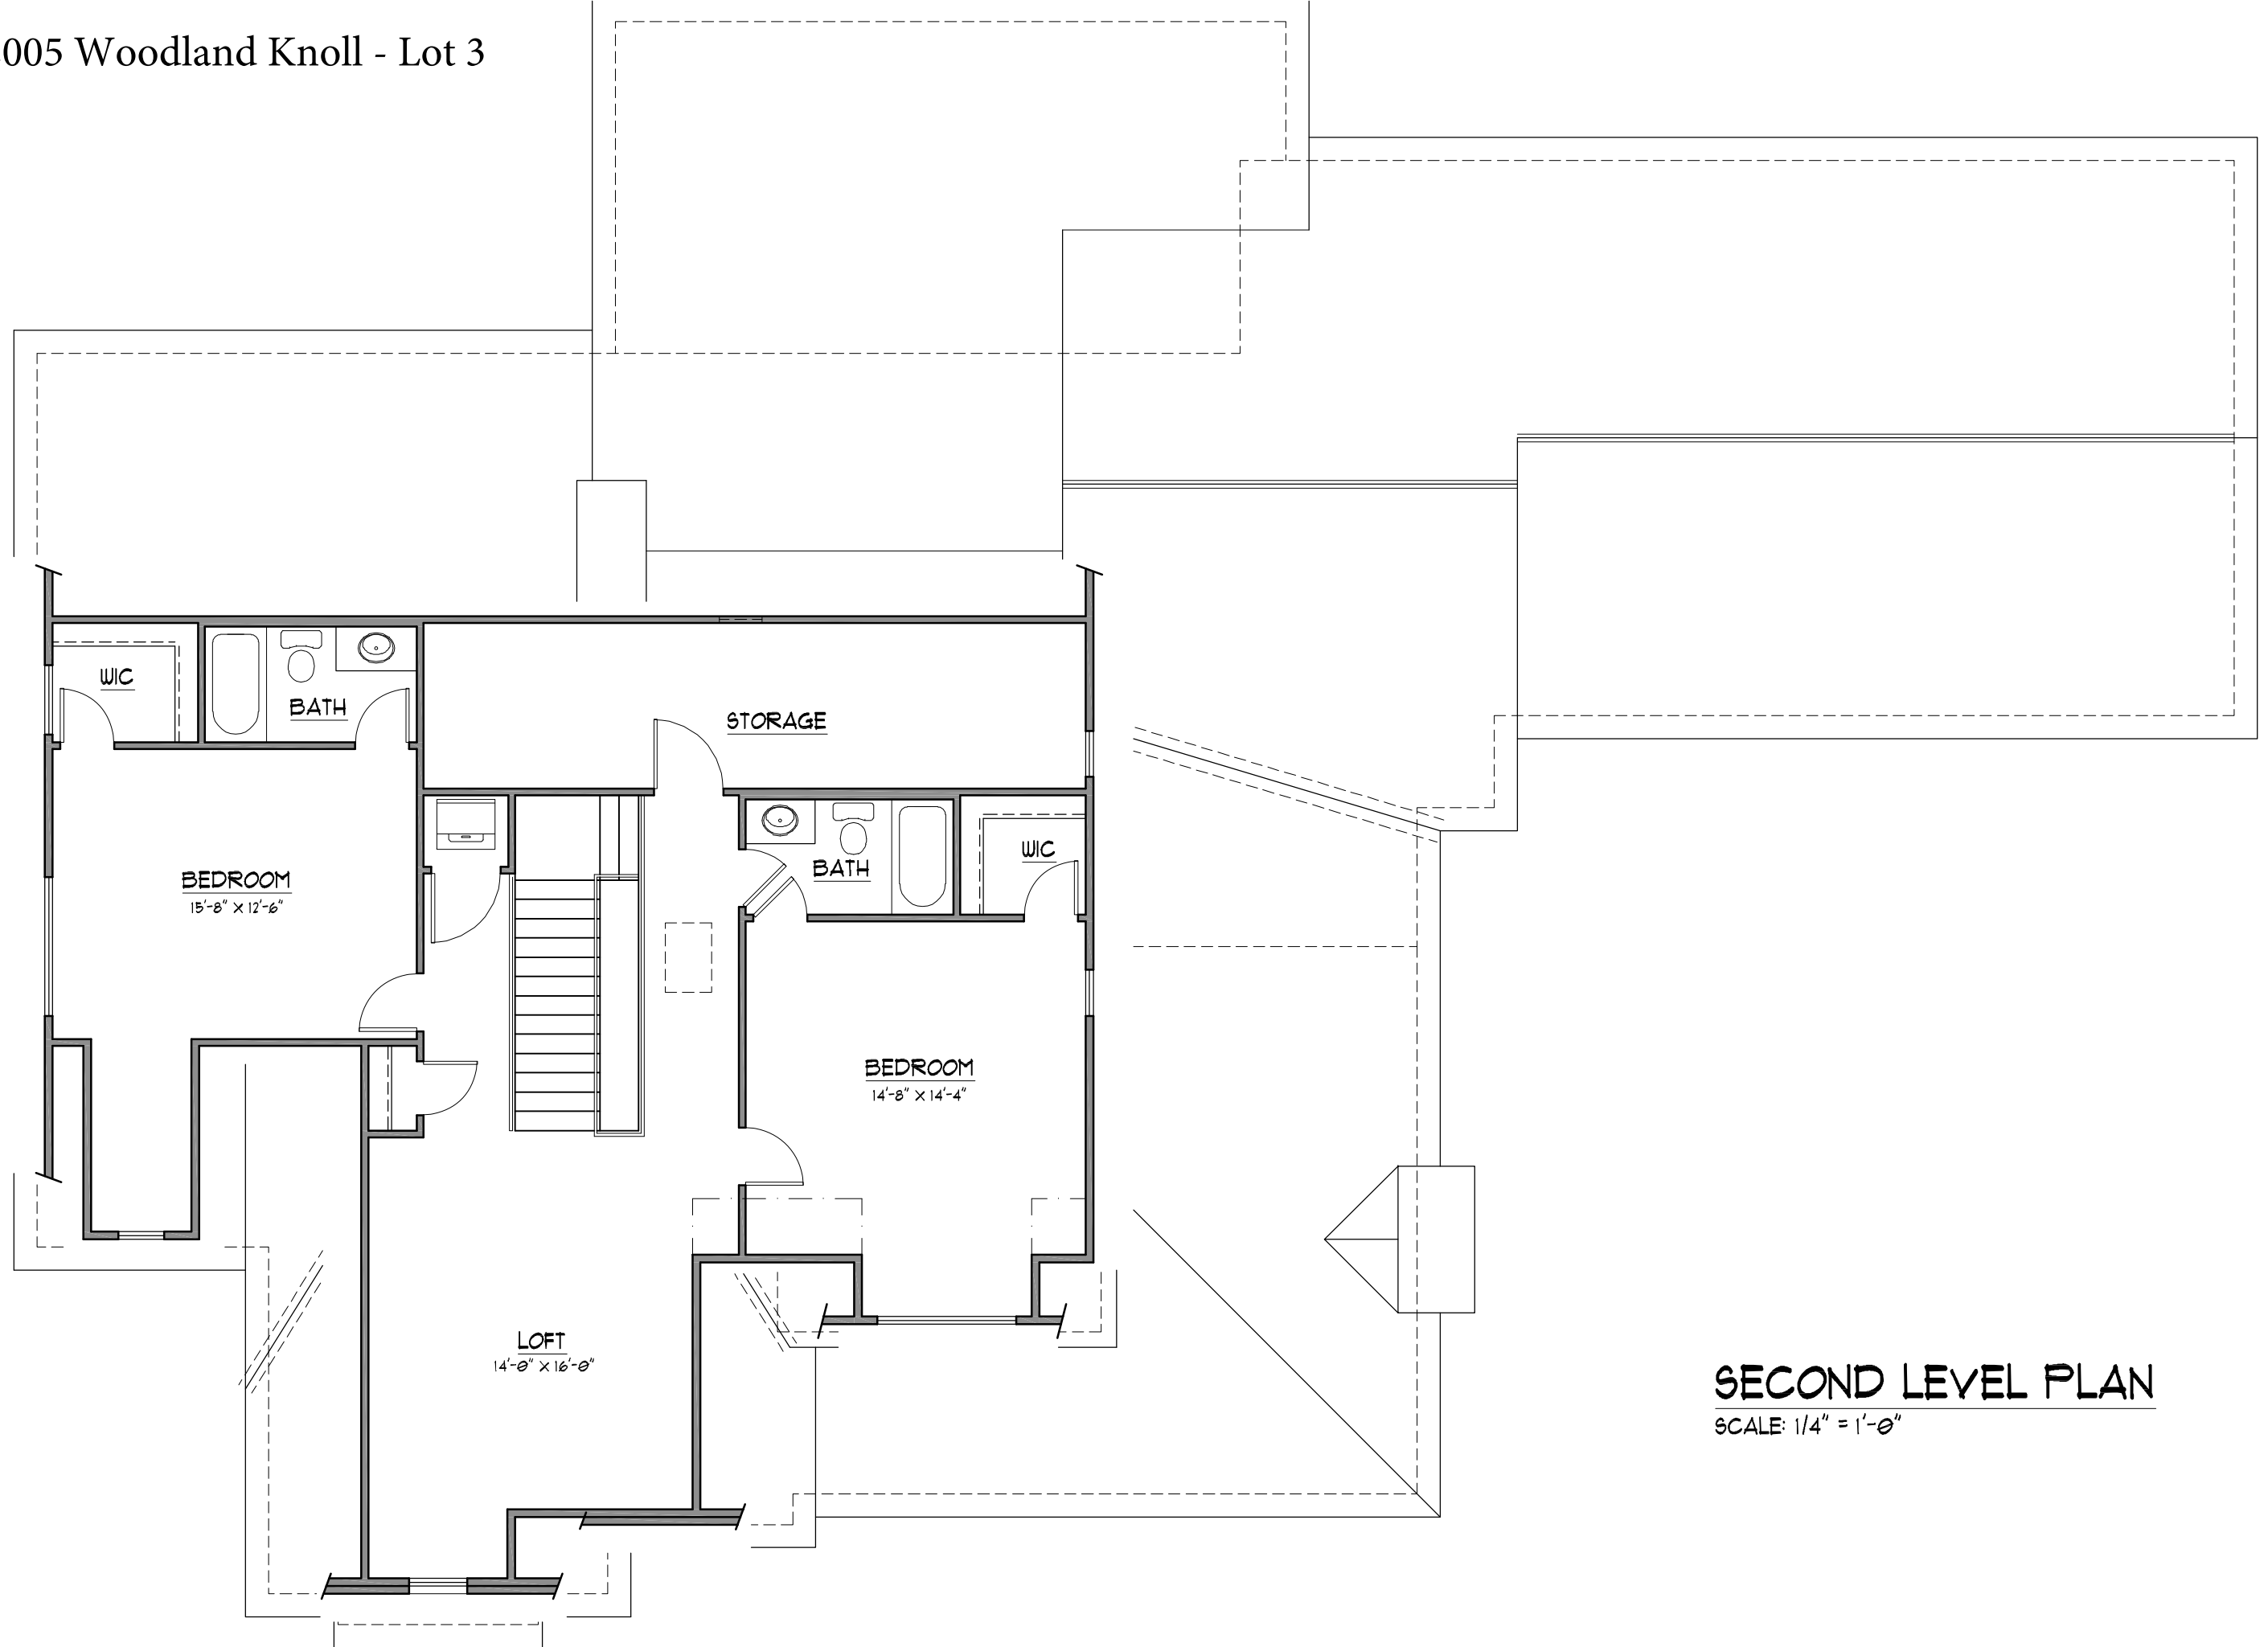 005 Woodland Knoll - Lot 3
WIC
BATH
STORAGE
BEDROOM
15'-8" X 12'-6"
BATH
WIC
BEDROOM
14'-8" X 14'-4"
LOFT
14'-0" X 16'-0"
SECOND LEVEL PLAN
SCALE: 1/4" = 1'-0"